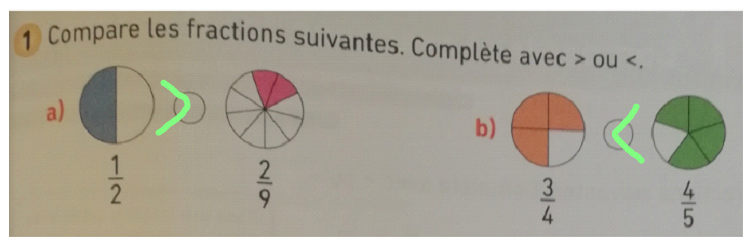 1 Compare les fractions suivantes. Complète avec > ou <.
a) > b) <
1/2 2/9 3/4 4/5